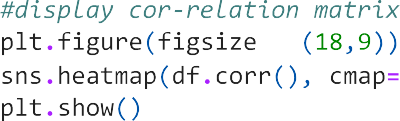 #display cor-relation matrix
plt.figure(figsize (18,9))
sns.heatmap(df.corr(), cmap=
plt.show()